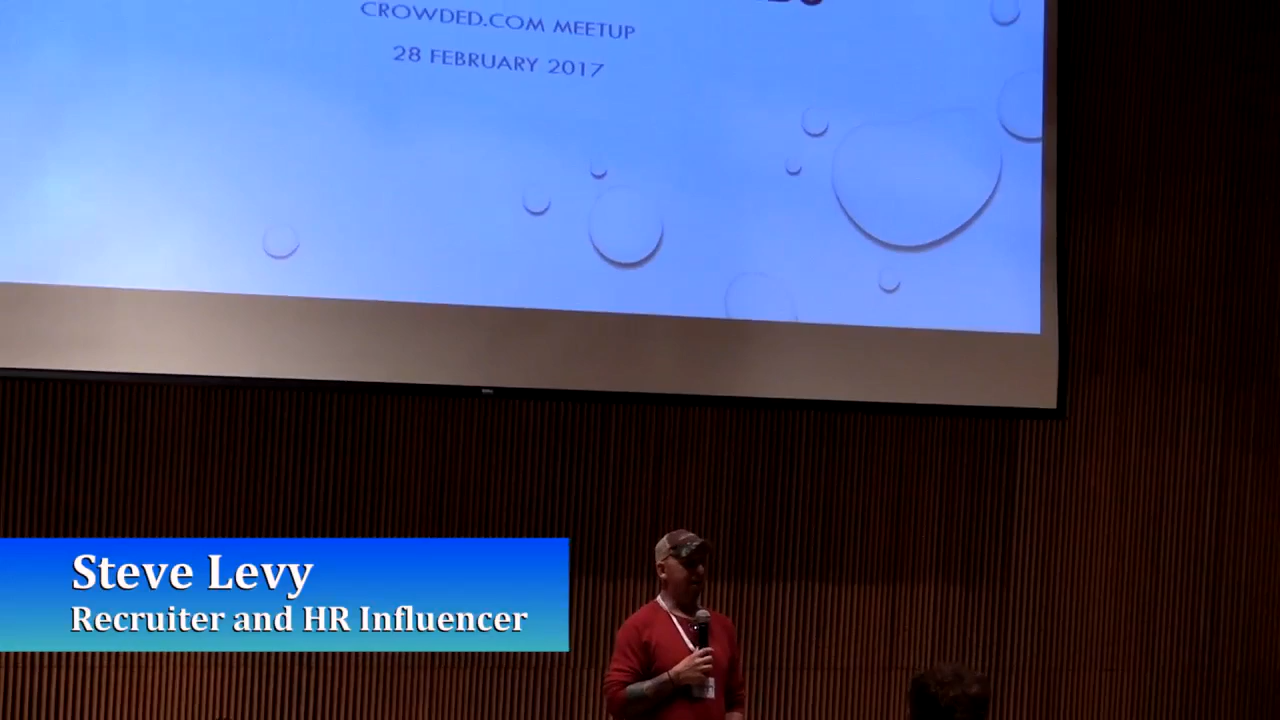 CROWDED.COM MEETUP
28 FEBRUARY 2017
Steve Levy
Recruiter and HR Influencer